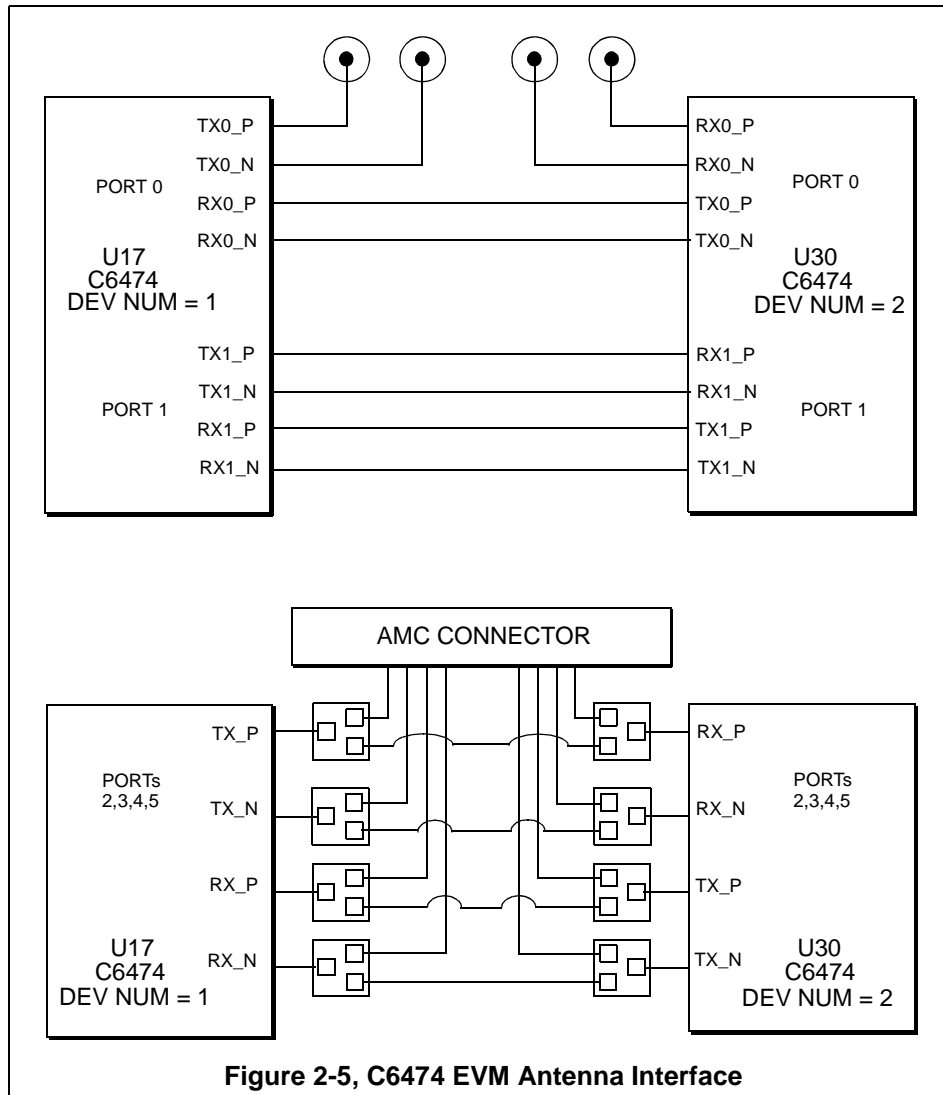 TX0_P
TX0_N
PORT 0
RX0_P
RX0_N
U17
C6474
DEV NUM = 1
TX1_P
TX1_N
PORT 1
RX1_P
RX1_N
RX0_P
RX0_N
PORT 0
TX0_P
TX0_N
U30
C6474
DEV NUM = 2
RX1_P
RX1_N
PORT 1
TX1_P
TX1_N
AMC CONNECTOR
TX_P
PORTs
2,3,4,5
TX_N
RX_P
U17
RX_N
C6474
DEV NUM = 1
RX_P
PORTs
2,3,4,5
RX_N
TX_P
U30
TX_N
C6474
DEV NUM = 2
Figure 2-5, C6474 EVM Antenna Interface